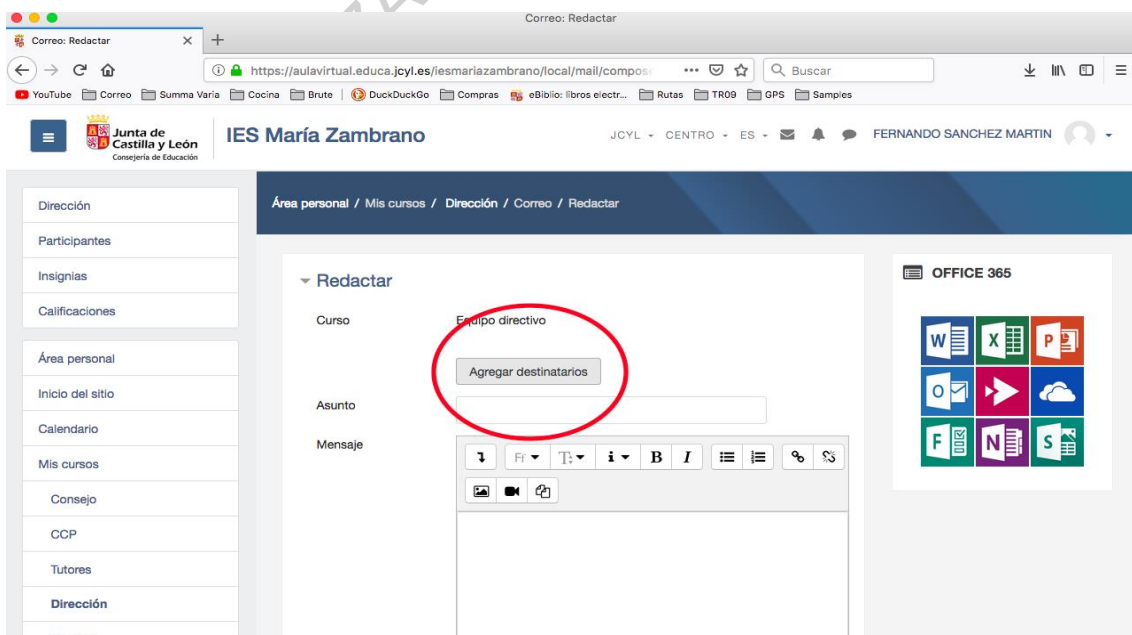 Correo: Redactar
Correo: Redactar
https://aulavirtual.educa.jcyl.es/iesmariazambrano/local/mail/compos
Buscar
YouTube Correo Summa Varia Cocina Brute DuckDuckGo Compras eBiblio: libros electr... Rutas TR09 GPS Samples
Junta de
Castilla y León
Consejería de Educación
IES María Zambrano
JCYL CENTRO ES FERNANDO SANCHEZ MARTIN
Área personal / Mis cursos / Dirección / Correo / Redactar
Dirección
Participantes
Insignias
Calificaciones
Área personal
Inicio del sitio
Calendario
Mis cursos
Consejo
CCP
Tutores
Dirección
Redactar
Curso Equipo directivo
Agregar destinatarios
Asunto
Mensaje
B I
OFFICE 365
W X P
O
F N S